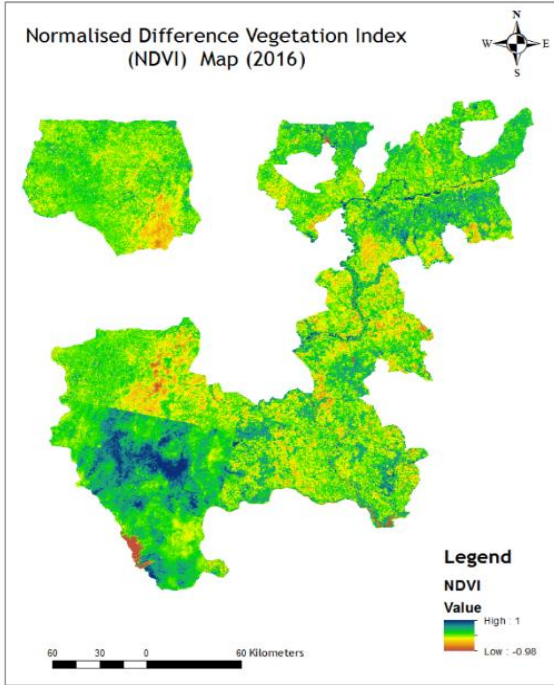 Normalised Difference Vegetation Index
(NDVI) Map (2016)
N
W E
S
Legend
NDVI
Value
High : 1
Low : -0.98
60 30 0 60 Kilometers